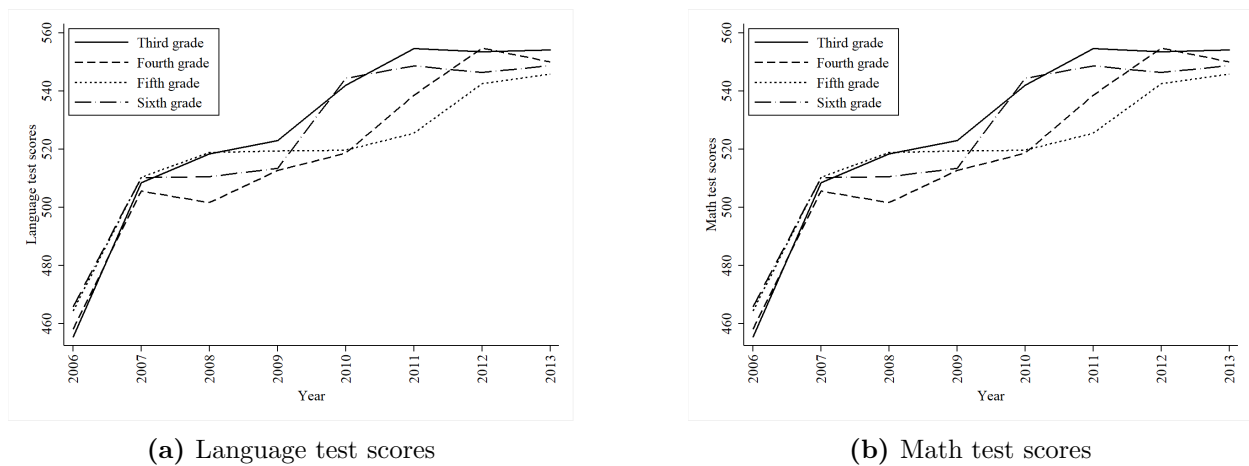 Third grade
Fourth grade
Fifth grade
Sixth grade
560
540
520
500
480
460
Language test scores
2006
2007
2008
2009
2010
2011
2012
2013
Year
(a) Language test scores
Third grade
Fourth grade
Fifth grade
Sixth grade
560
540
520
500
480
460
Math test scores
2006
2007
2008
2009
2010
2011
2012
2013
Year
(b) Math test scores